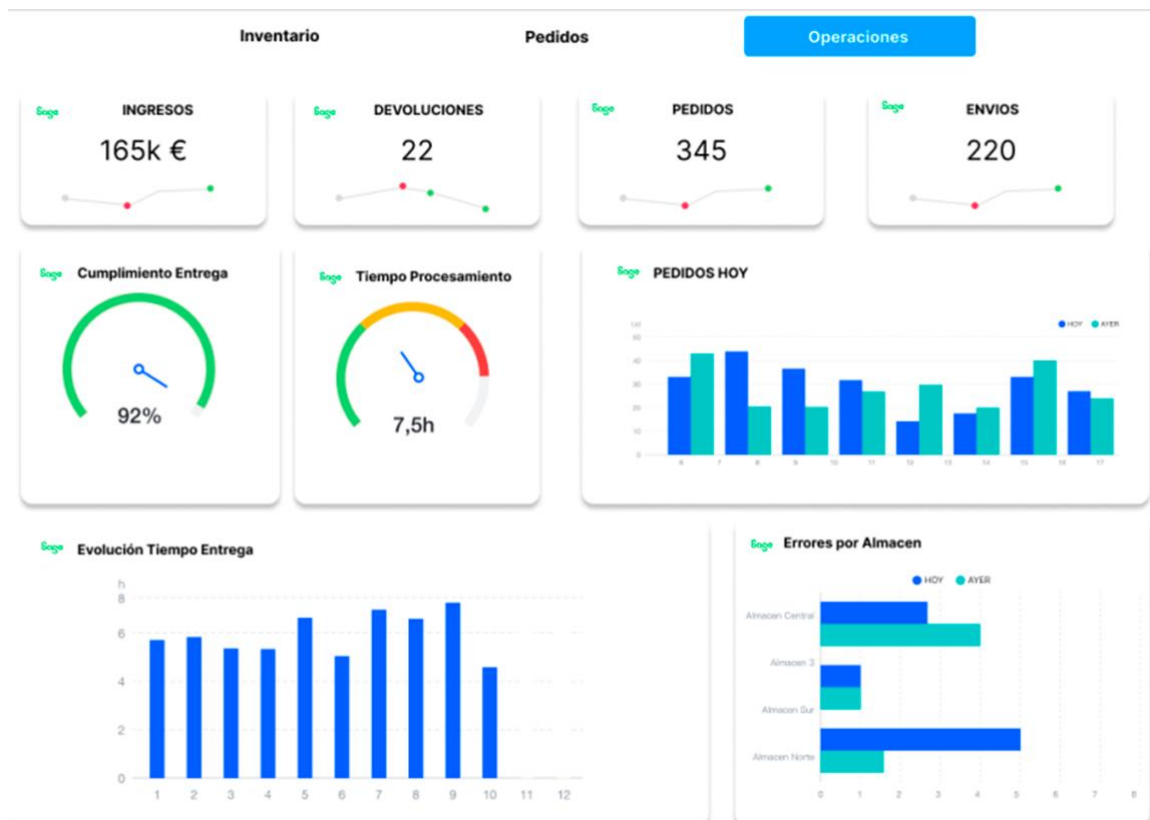 Inventario
Pedidos
Operaciones
Sage
INGRESOS
165k €
Sage
DEVOLUCIONES
22
Sage
PEDIDOS
345
Sage
ENVIOS
220
Sage
Cumplimiento Entrega
92%
Sage
Tiempo Procesamiento
7,5h
Sage
PEDIDOS HOY
HOY
AYER
50
40
30
20
10
0
6 7 8 9 10 11 12 13 14 15 16 17
Sage
Evolución Tiempo Entrega
h
8
6
4
2
0
1 2 3 4 5 6 7 8 9 10 11 12
Sage
Errores por Almacen
HOY
AYER
Almacen Central
Almacen 3
Almacen Sur
Almacen Norte
0 1 2 3 4 5 6 7 8